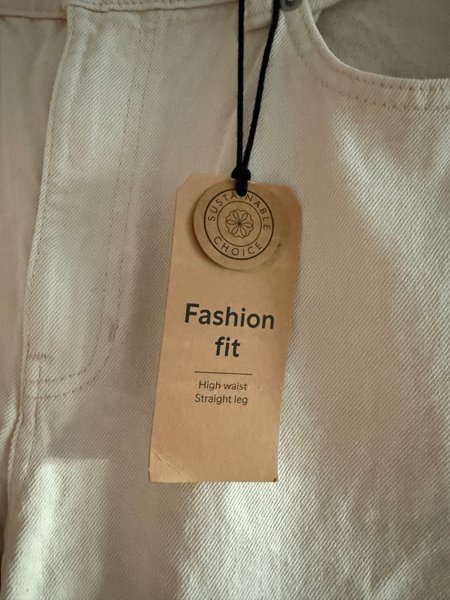 SUSTAINABLE
CHOICE
Fashion
fit
High waist
Straight leg